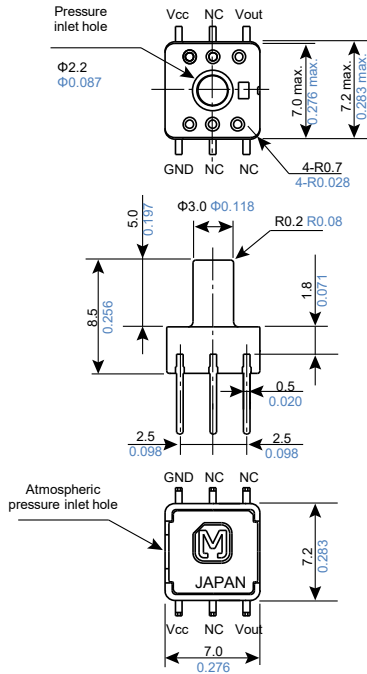 Pressure
inlet hole
Vcc NC Vout
Φ2.2
Φ0.087
7.0 max.
0.276 max.
7.2 max.
0.283 max.
GND NC NC
4-R0.7
4-R0.028
Φ3.0 Φ0.118
R0.2 R0.08
5.0
0.197
8.5
0.256
1.8
0.071
0.5
0.020
2.5
0.098
2.5
0.098
GND NC NC
Atmospheric
pressure inlet hole
M
JAPAN
7.2
0.283
Vcc NC Vout
7.0
0.276